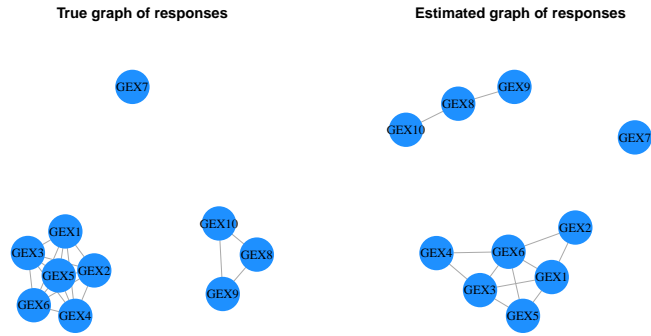 True graph of responses
GEX7
GEX1
GEX3
GEX5
GEX2
GEX6
GEX4
GEX10
GEX8
GEX9
Estimated graph of responses
GEX9
GEX8
GEX10
GEX7
GEX2
GEX4
GEX6
GEX1
GEX3
GEX5